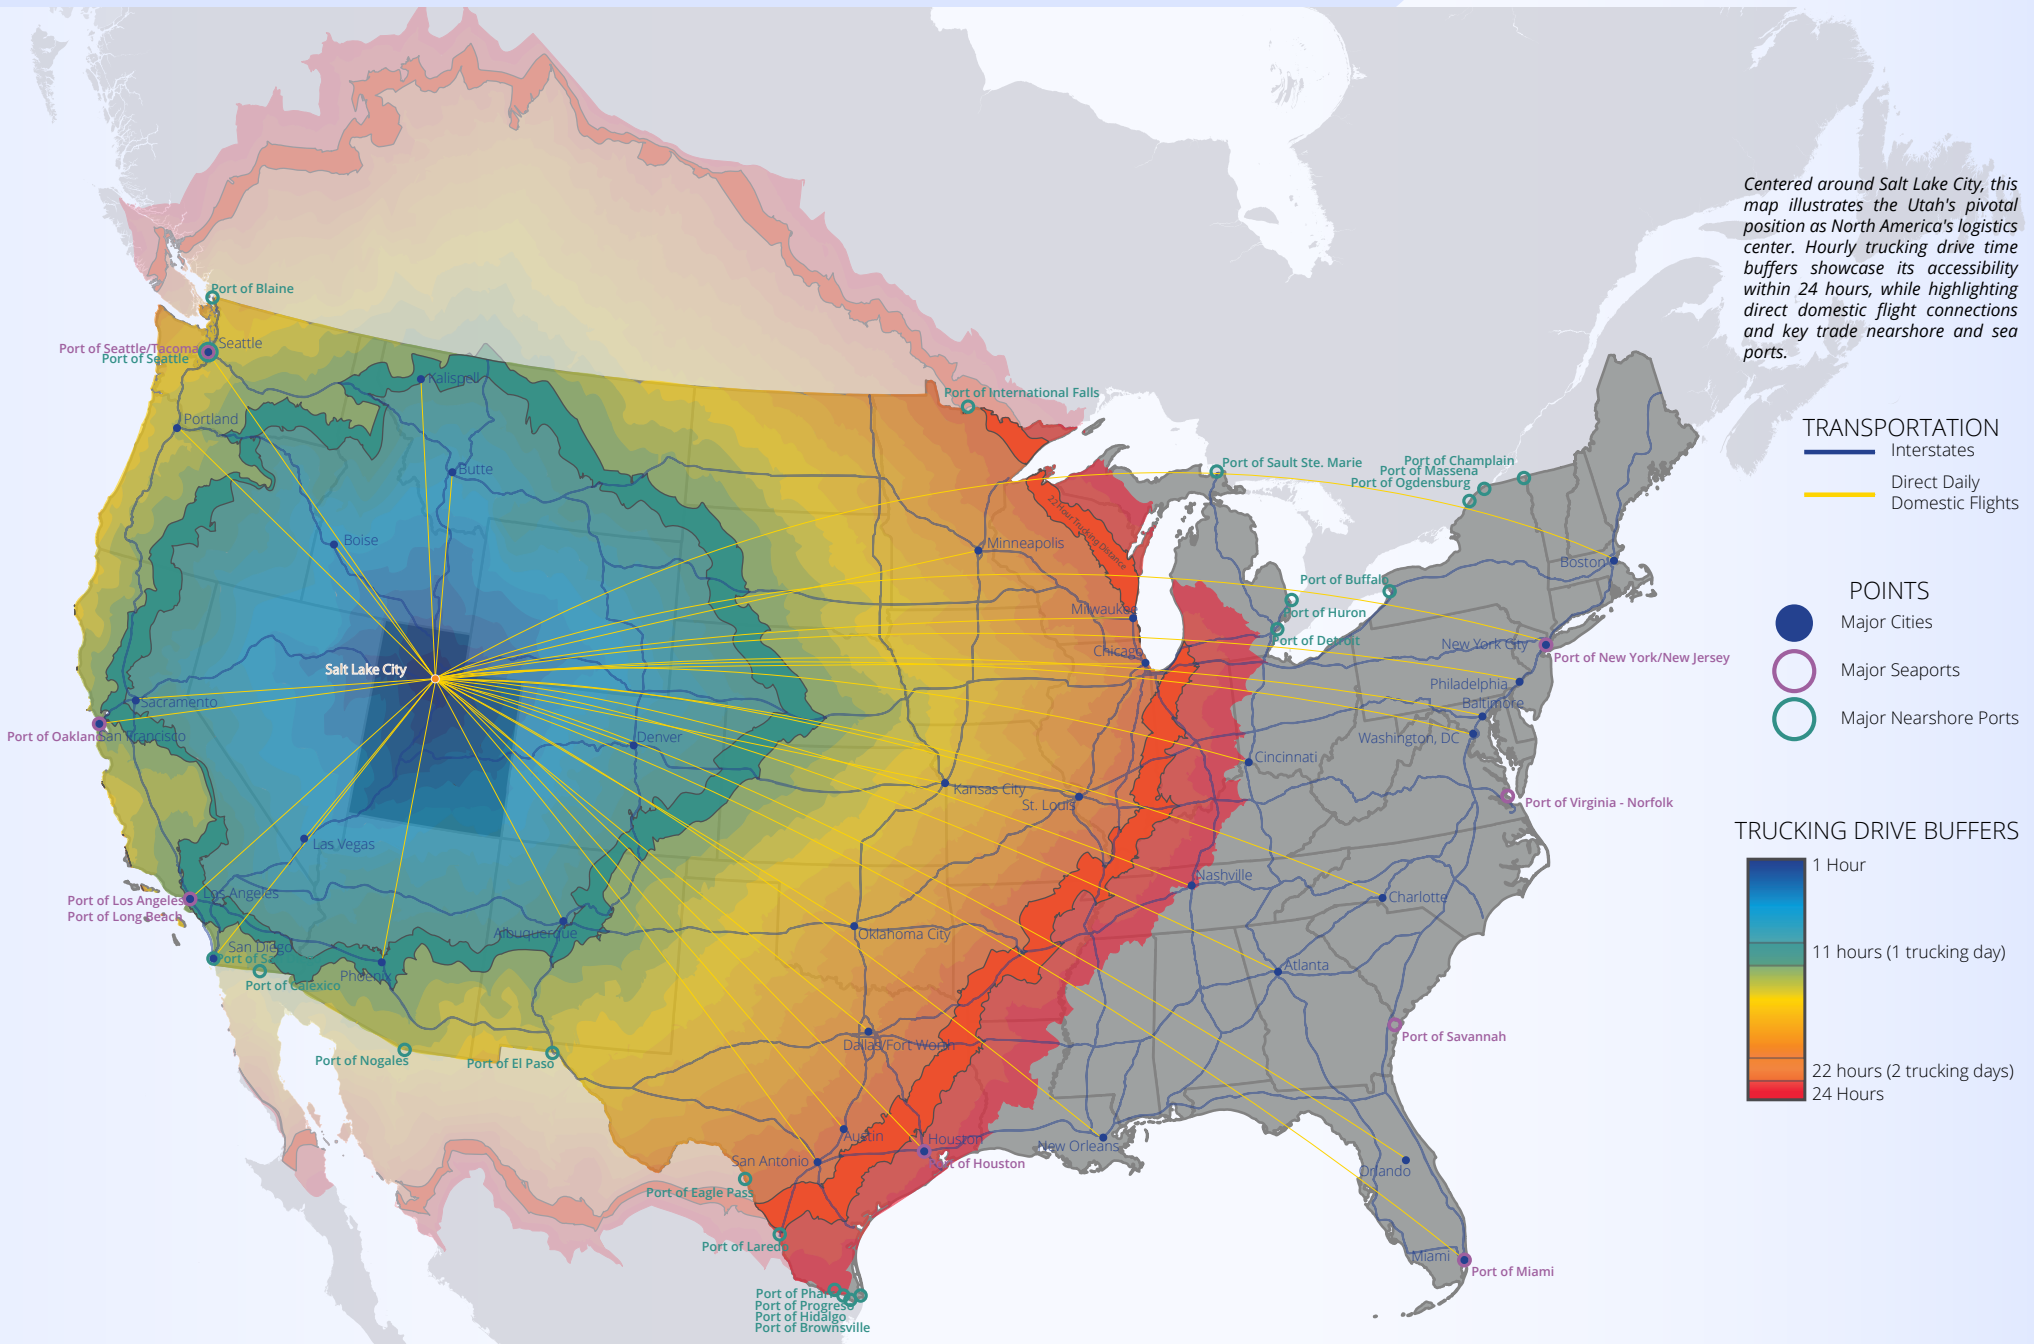 Centered around Salt Lake City, this
map illustrates the Utah's pivotal
position as North America's logistics
center. Hourly trucking drive time
buffers showcase its accessibility
within 24 hours, while highlighting
direct domestic flight connections
and key trade nearshore and sea
ports.
TRANSPORTATION
Interstates
Direct Daily
Domestic Flights
POINTS
Major Cities
Major Seaports
Major Nearshore Ports
TRUCKING DRIVE BUFFERS
1 Hour
11 hours (1 trucking day)
22 hours (2 trucking days)
24 Hours
Port of Blaine
Seattle
Port of Seattle/Tacoma
Port of Seattle
Kalispell
Portland
Butte
Boise
Salt Lake City
Sacramento
Port of Oakland
San Francisco
Denver
Las Vegas
Los Angeles
Port of Los Angeles
Port of Long Beach
San Diego
Port of Sa
Port of Calexico
Phoenix
Albuquerque
Port of Nogales
Port of El Paso
Port of International Falls
22 Hour Trucking Distance
Minneapolis
Milwaukee
Chicago
Kansas City
St. Louis
Oklahoma City
Dallas/Fort Worth
Austin
San Antonio
Houston
Port of Houston
Port of Eagle Pass
Port of Laredo
Port of Pharr
Port of Progreso
Port of Hidalgo
Port of Brownsville
Port of Sault Ste. Marie
Port of Champlain
Port of Massena
Port of Ogdensburg
Boston
Port of Buffalo
Port of Huron
Port of Detroit
New York City
Port of New York/New Jersey
Philadelphia
Baltimore
Washington, DC
Cincinnati
Port of Virginia - Norfolk
Nashville
Charlotte
Atlanta
Port of Savannah
New Orleans
Orlando
Miami
Port of Miami